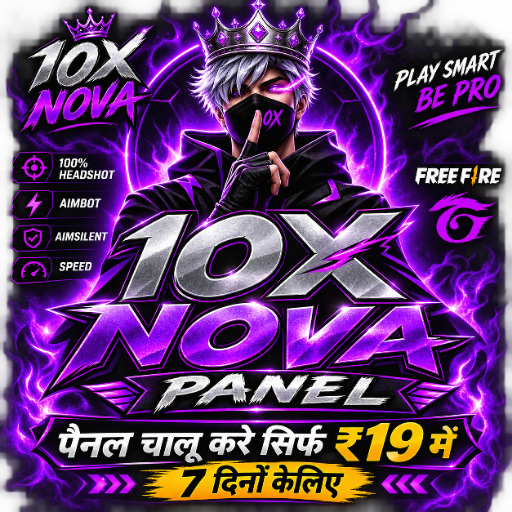 10X
NOVA
PLAY SMART
BE PRO
100%
HEADSHOT
AIMBOT
AIMSILENT
SPEED
OX
FREE FIRE
10X
NOVA
PANEL
पैनल चालू करे सिर्फ ₹19 में
7 दिनों केलिए